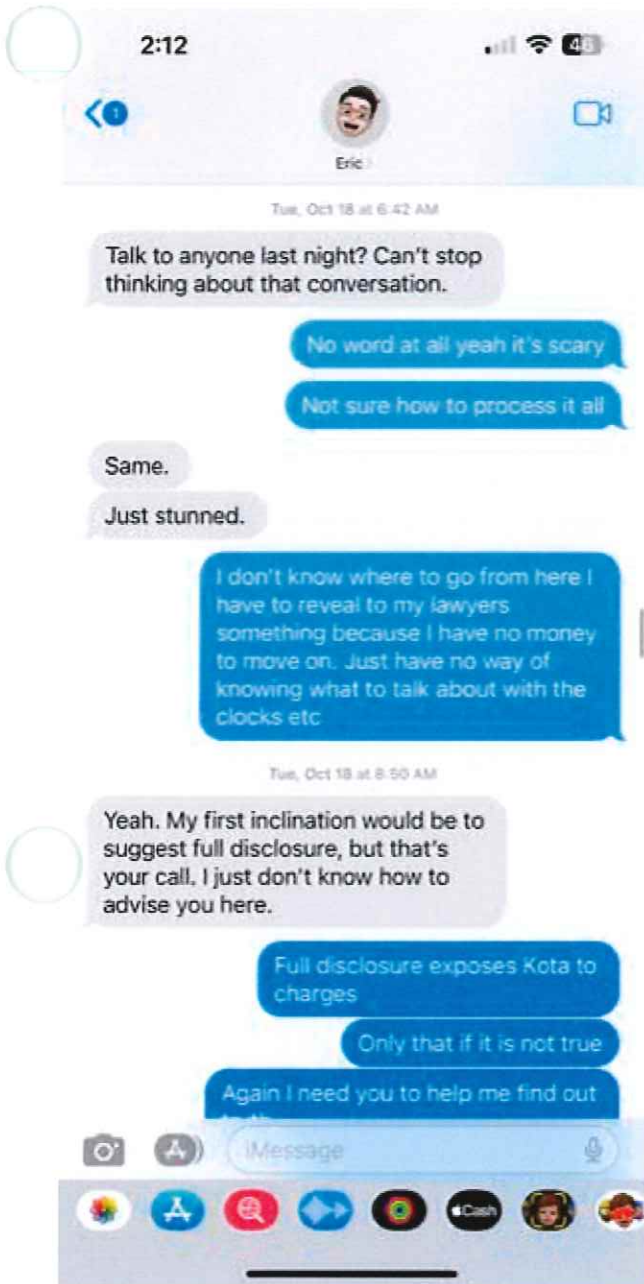 2:12
48
1
Eric
Tue, Oct 18 at 6:42 AM
Talk to anyone last night? Can't stop
thinking about that conversation.
No word at all yeah it's scary
Not sure how to process it all
Same.
Just stunned.
I don't know where to go from here I
have to reveal to my lawyers
something because I have no money
to move on. Just have no way of
knowing what to talk about with the
clocks etc
Tue, Oct 18 at 8:50 AM
Yeah. My first inclination would be to
suggest full disclosure, but that's
your call. I just don't know how to
advise you here.
Full disclosure exposes Kota to
charges
Only that if it is not true
Again I need you to help me find out
iMessage
Cash